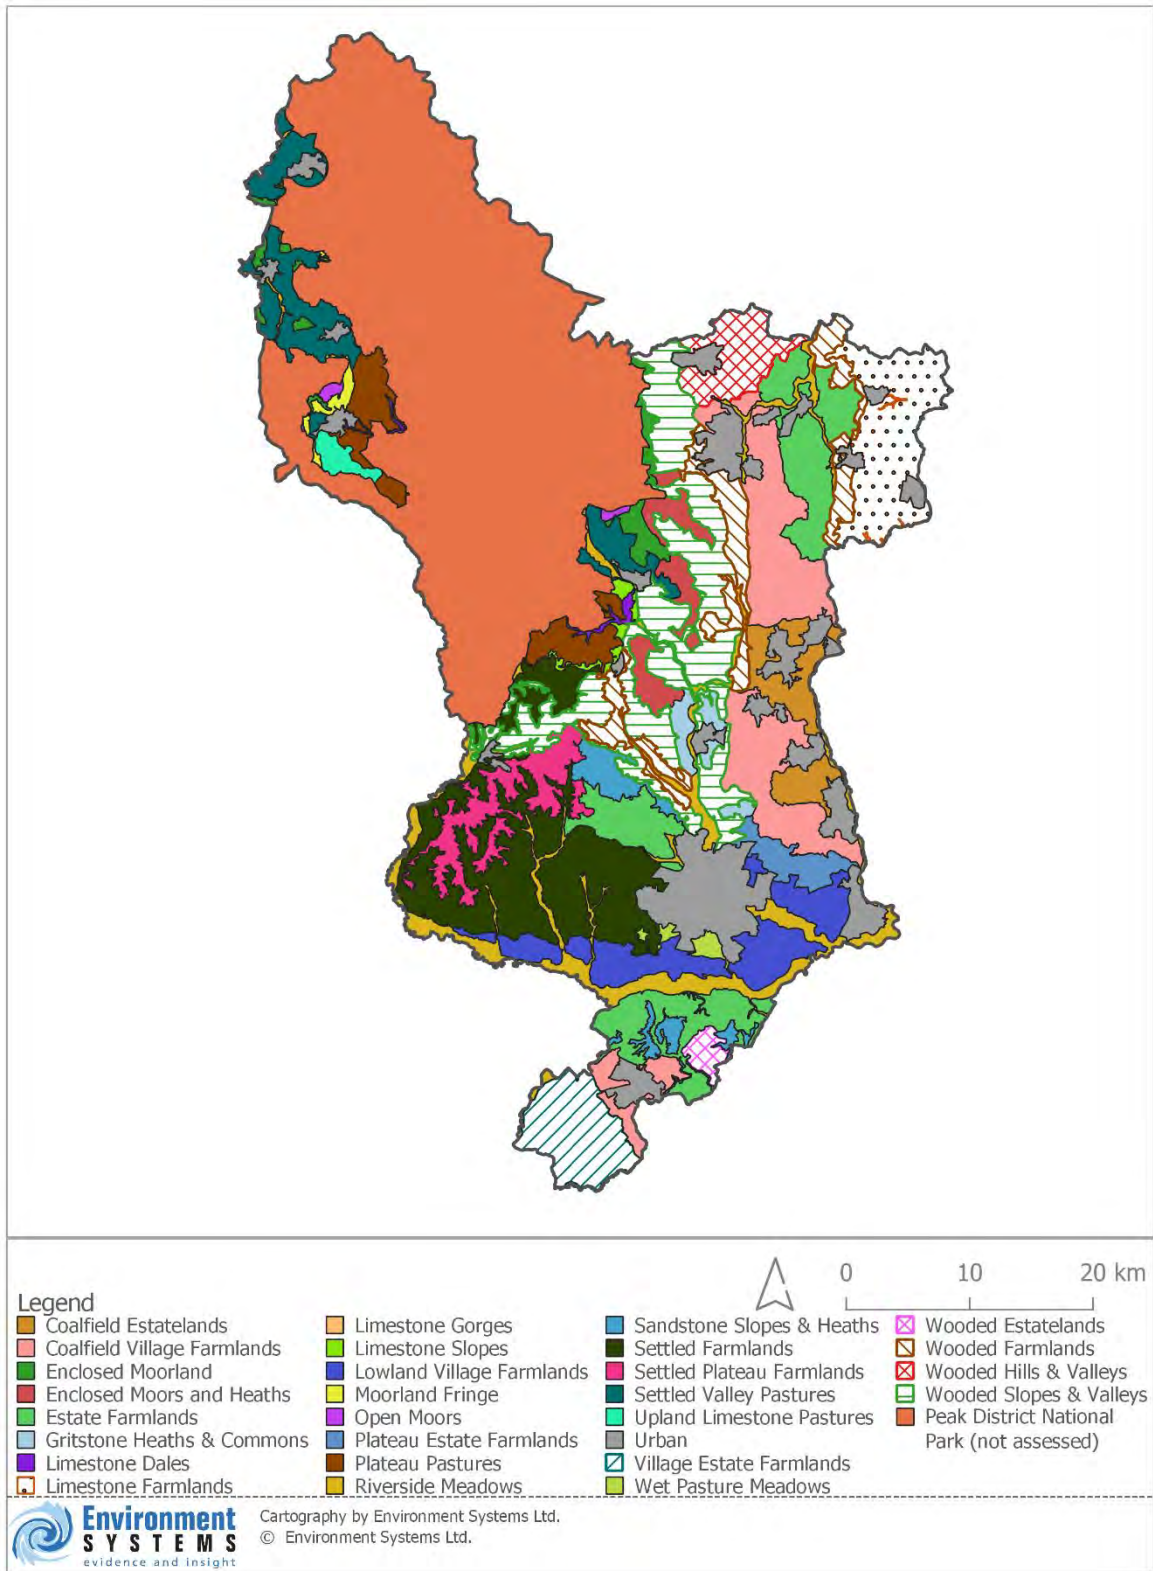 0 10 20 km
Legend
Coalfield Estatelands
Coalfield Village Farmlands
Enclosed Moorland
Enclosed Moors and Heaths
Estate Farmlands
Gritstone Heaths & Commons
Limestone Dales
Limestone Farmlands
Limestone Gorges
Limestone Slopes
Lowland Village Farmlands
Moorland Fringe
Open Moors
Plateau Estate Farmlands
Plateau Pastures
Riverside Meadows
Sandstone Slopes & Heaths
Settled Farmlands
Settled Plateau Farmlands
Settled Valley Pastures
Upland Limestone Pastures
Urban
Village Estate Farmlands
Wet Pasture Meadows
Wooded Estatelands
Wooded Farmlands
Wooded Hills & Valleys
Wooded Slopes & Valleys
Peak District National
Park (not assessed)
Environment
SYSTEMS
evidence and insight
Cartography by Environment Systems Ltd.
© Environment Systems Ltd.